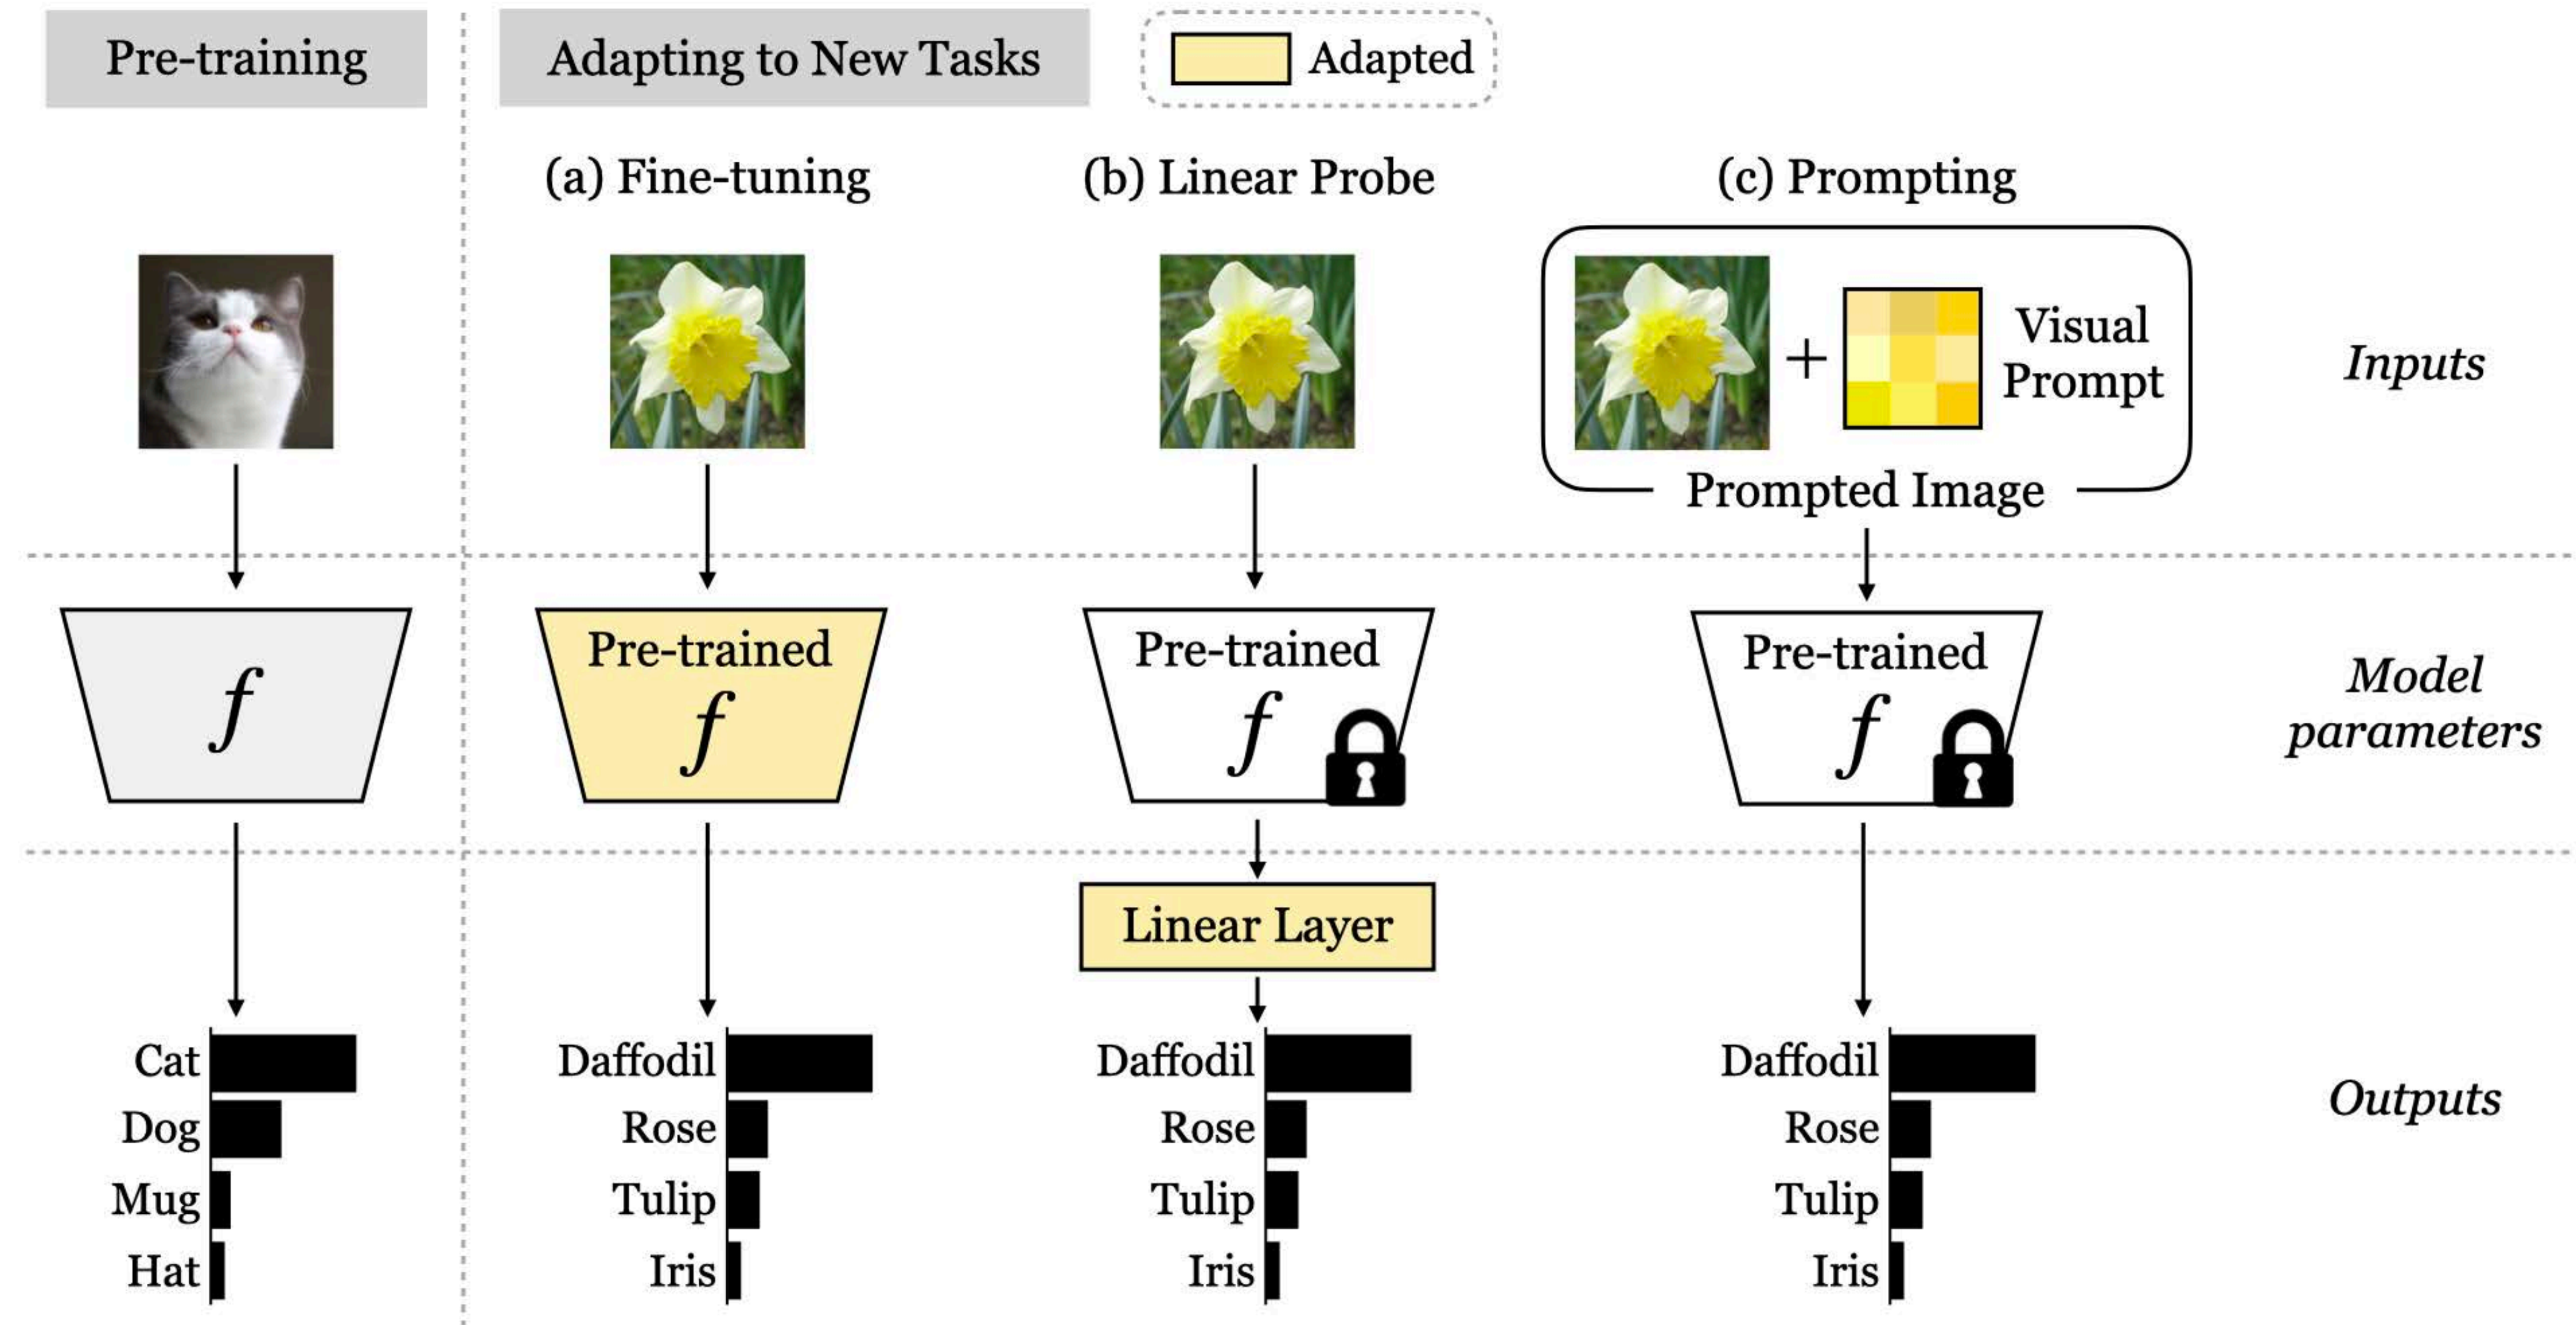 Pre-training
Adapting to New Tasks
Adapted
(a) Fine-tuning
(b) Linear Probe
(c) Prompting
+
Visual
Prompt
Prompted Image
Inputs
f
Pre-trained
f
Pre-trained
f
Pre-trained
f
Model
parameters
Linear Layer
Cat
Dog
Mug
Hat
Daffodil
Rose
Tulip
Iris
Daffodil
Rose
Tulip
Iris
Daffodil
Rose
Tulip
Iris
Outputs